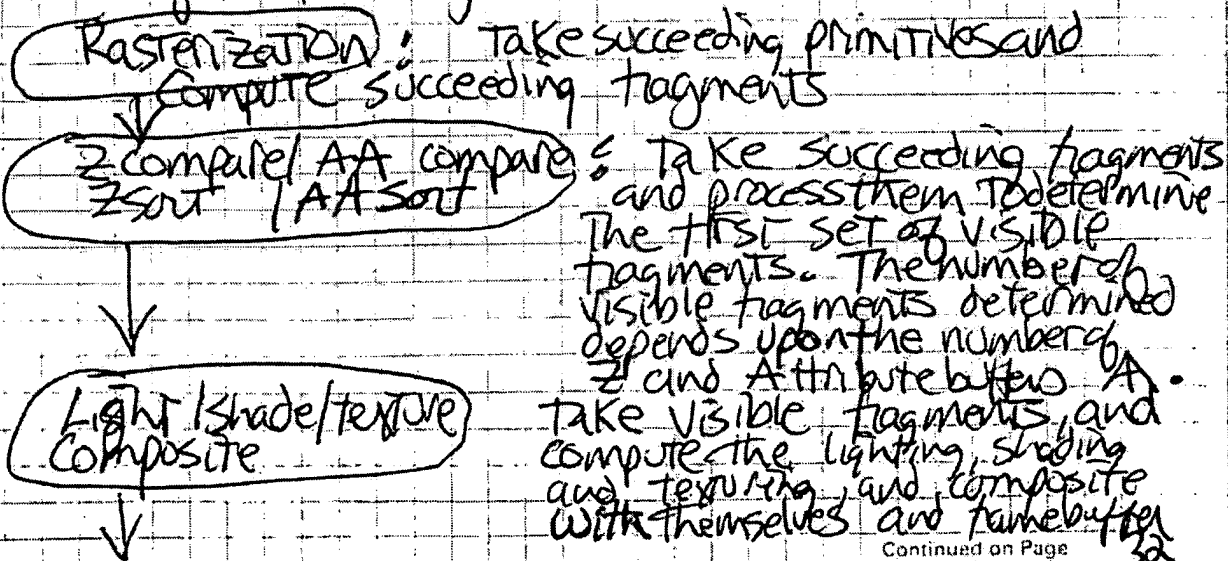 Rasterization : Take succeeding primitives and
Compute succeeding fragments
Z compare/ AA compare : Take succeeding fragments
Z sort / AA Sort and process them to determine
The first set of visible
fragments. The number of
visible fragments determined
depends upon the number of
Z and Attribute buffers A.
Light/shade/texture Take visible fragments, and
composite compute the lighting, shading
and texturing, and composite
with themselves and framebuffer
Continued on Page 32